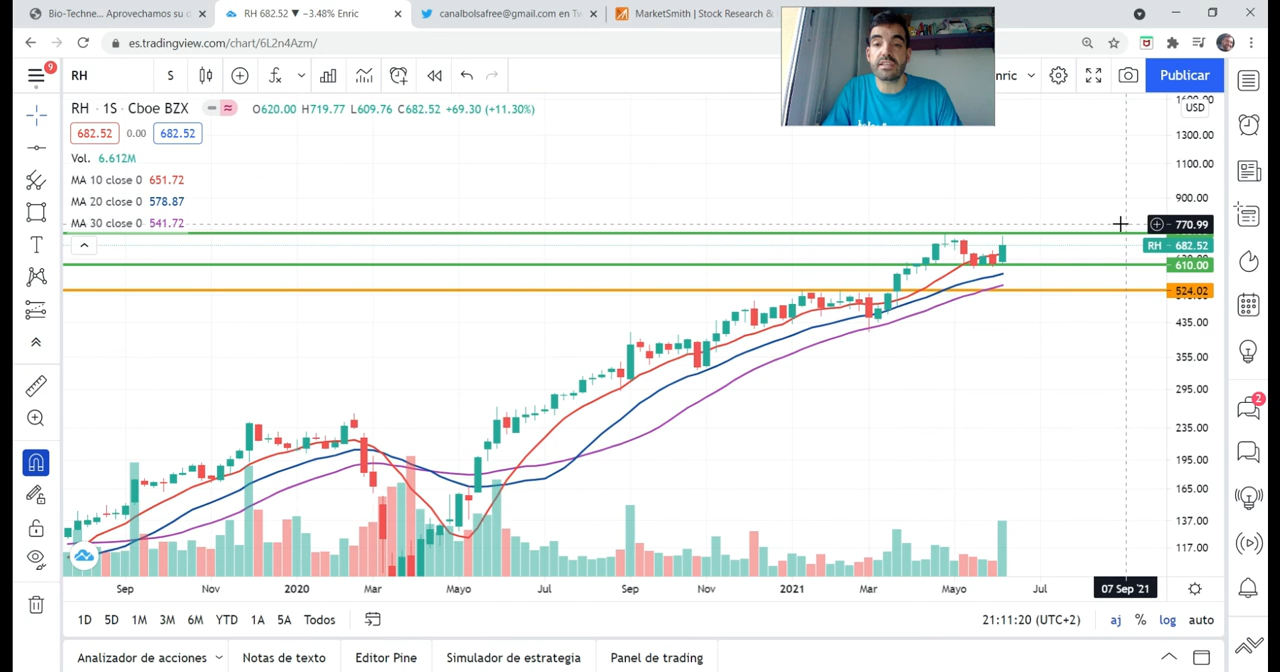 Bio-Techne... Aprovechamos su c
RH 682.52 ▼ −3.48% Enric
canalbolsafree@gmail.com en Tw
MarketSmith | Stock Research &
es.tradingview.com/chart/6L2n4Azm/
9
RH
S
nric
Publicar
RH · 1S · Cboe BZX
O620.00 H719.77 L609.76 C682.52 +69.30 (+11.30%)
682.52 0.00 682.52
Vol. 6.612M
MA 10 close 0 651.72
MA 20 close 0 578.87
MA 30 close 0 541.72
USD
1300.00
1100.00
900.00
770.99
RH 682.52
610.00
524.02
435.00
355.00
295.00
235.00
195.00
165.00
137.00
117.00
2
Sep Nov 2020 Mar Mayo Jul Sep Nov 2021 Mar Mayo Jul 07 Sep '21
1D 5D 1M 3M 6M YTD 1A 5A Todos
21:11:20 (UTC+2) aj % log auto
Analizador de acciones Notas de texto Editor Pine Simulador de estrategia Panel de trading